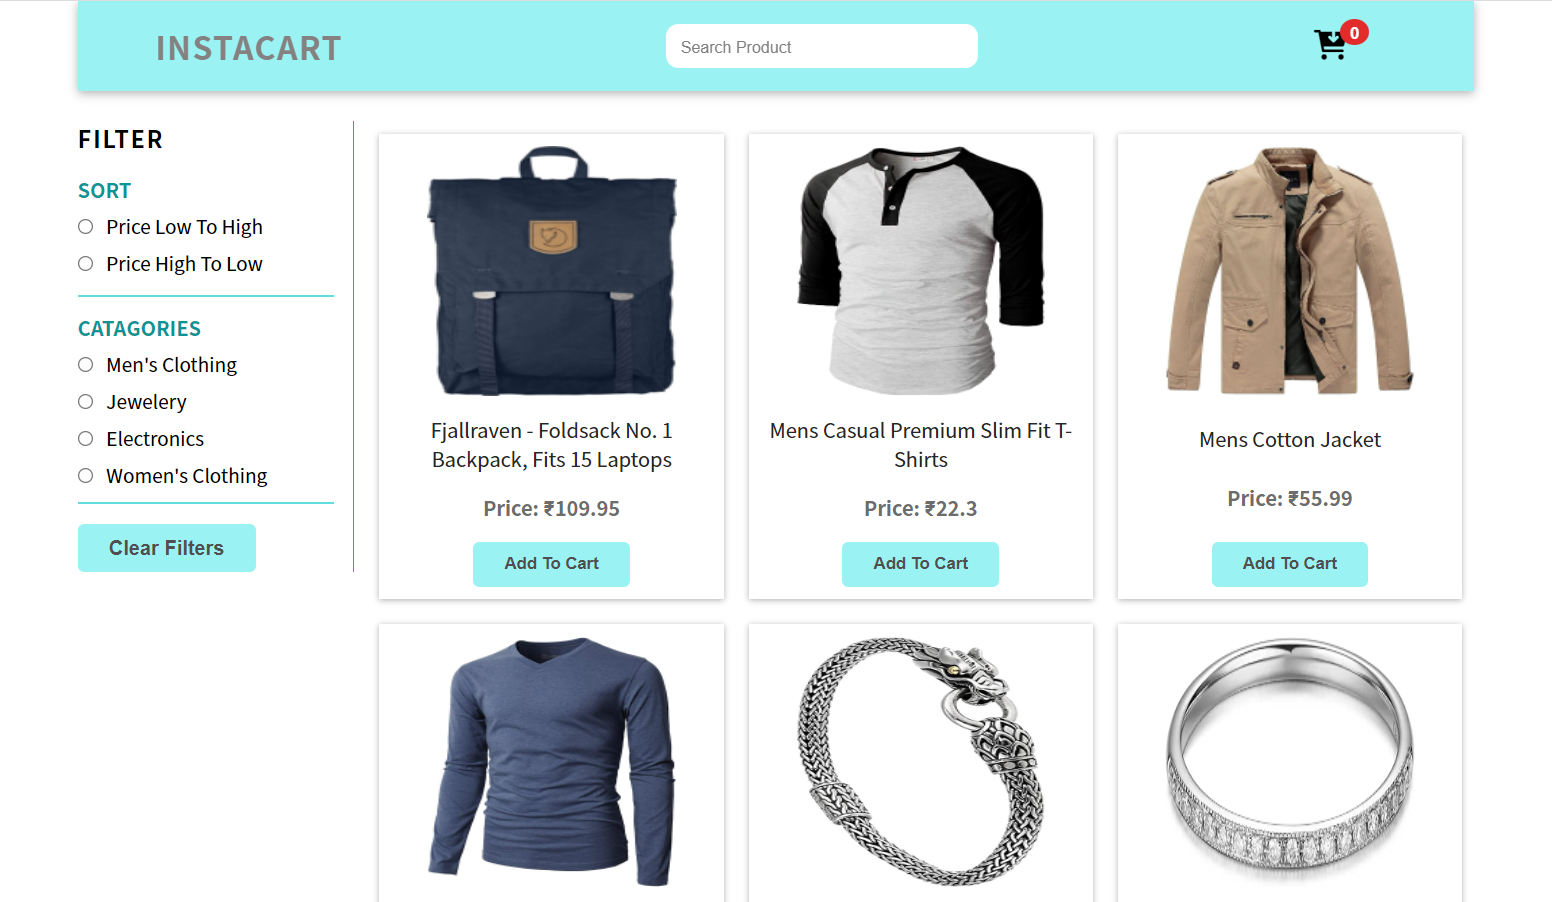 INSTACART
Search Product
0
FILTER
SORT
Price Low To High
Price High To Low
CATAGORIES
Men's Clothing
Jewelery
Electronics
Women's Clothing
Clear Filters
Fjallraven - Foldsack No. 1
Backpack, Fits 15 Laptops
Price: ₹109.95
Add To Cart
Mens Casual Premium Slim Fit T-
Shirts
Price: ₹22.3
Add To Cart
Mens Cotton Jacket
Price: ₹55.99
Add To Cart